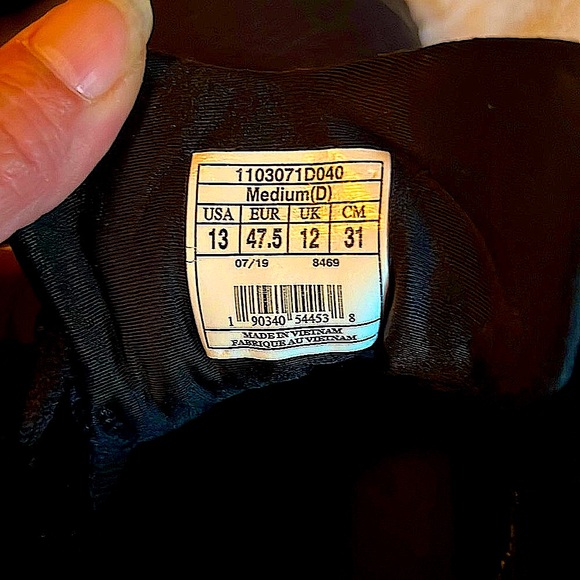 1103071D040
Medium(D)
USA EUR UK CM
13 47.5 12 31
07/19 8469
1 90340 54453 8
MADE IN VIETNAM
FABRIQUE AU VIETNAM